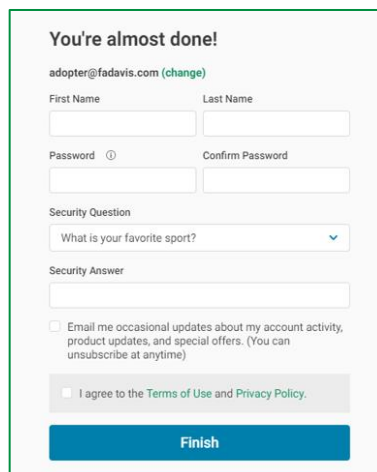 You're almost done!
adopter@fadavis.com (change)
First Name Last Name
Password ⓘ Confirm Password
Security Question
What is your favorite sport?
Security Answer
Email me occasional updates about my account activity,
product updates, and special offers. (You can
unsubscribe at anytime)
I agree to the Terms of Use and Privacy Policy.
Finish